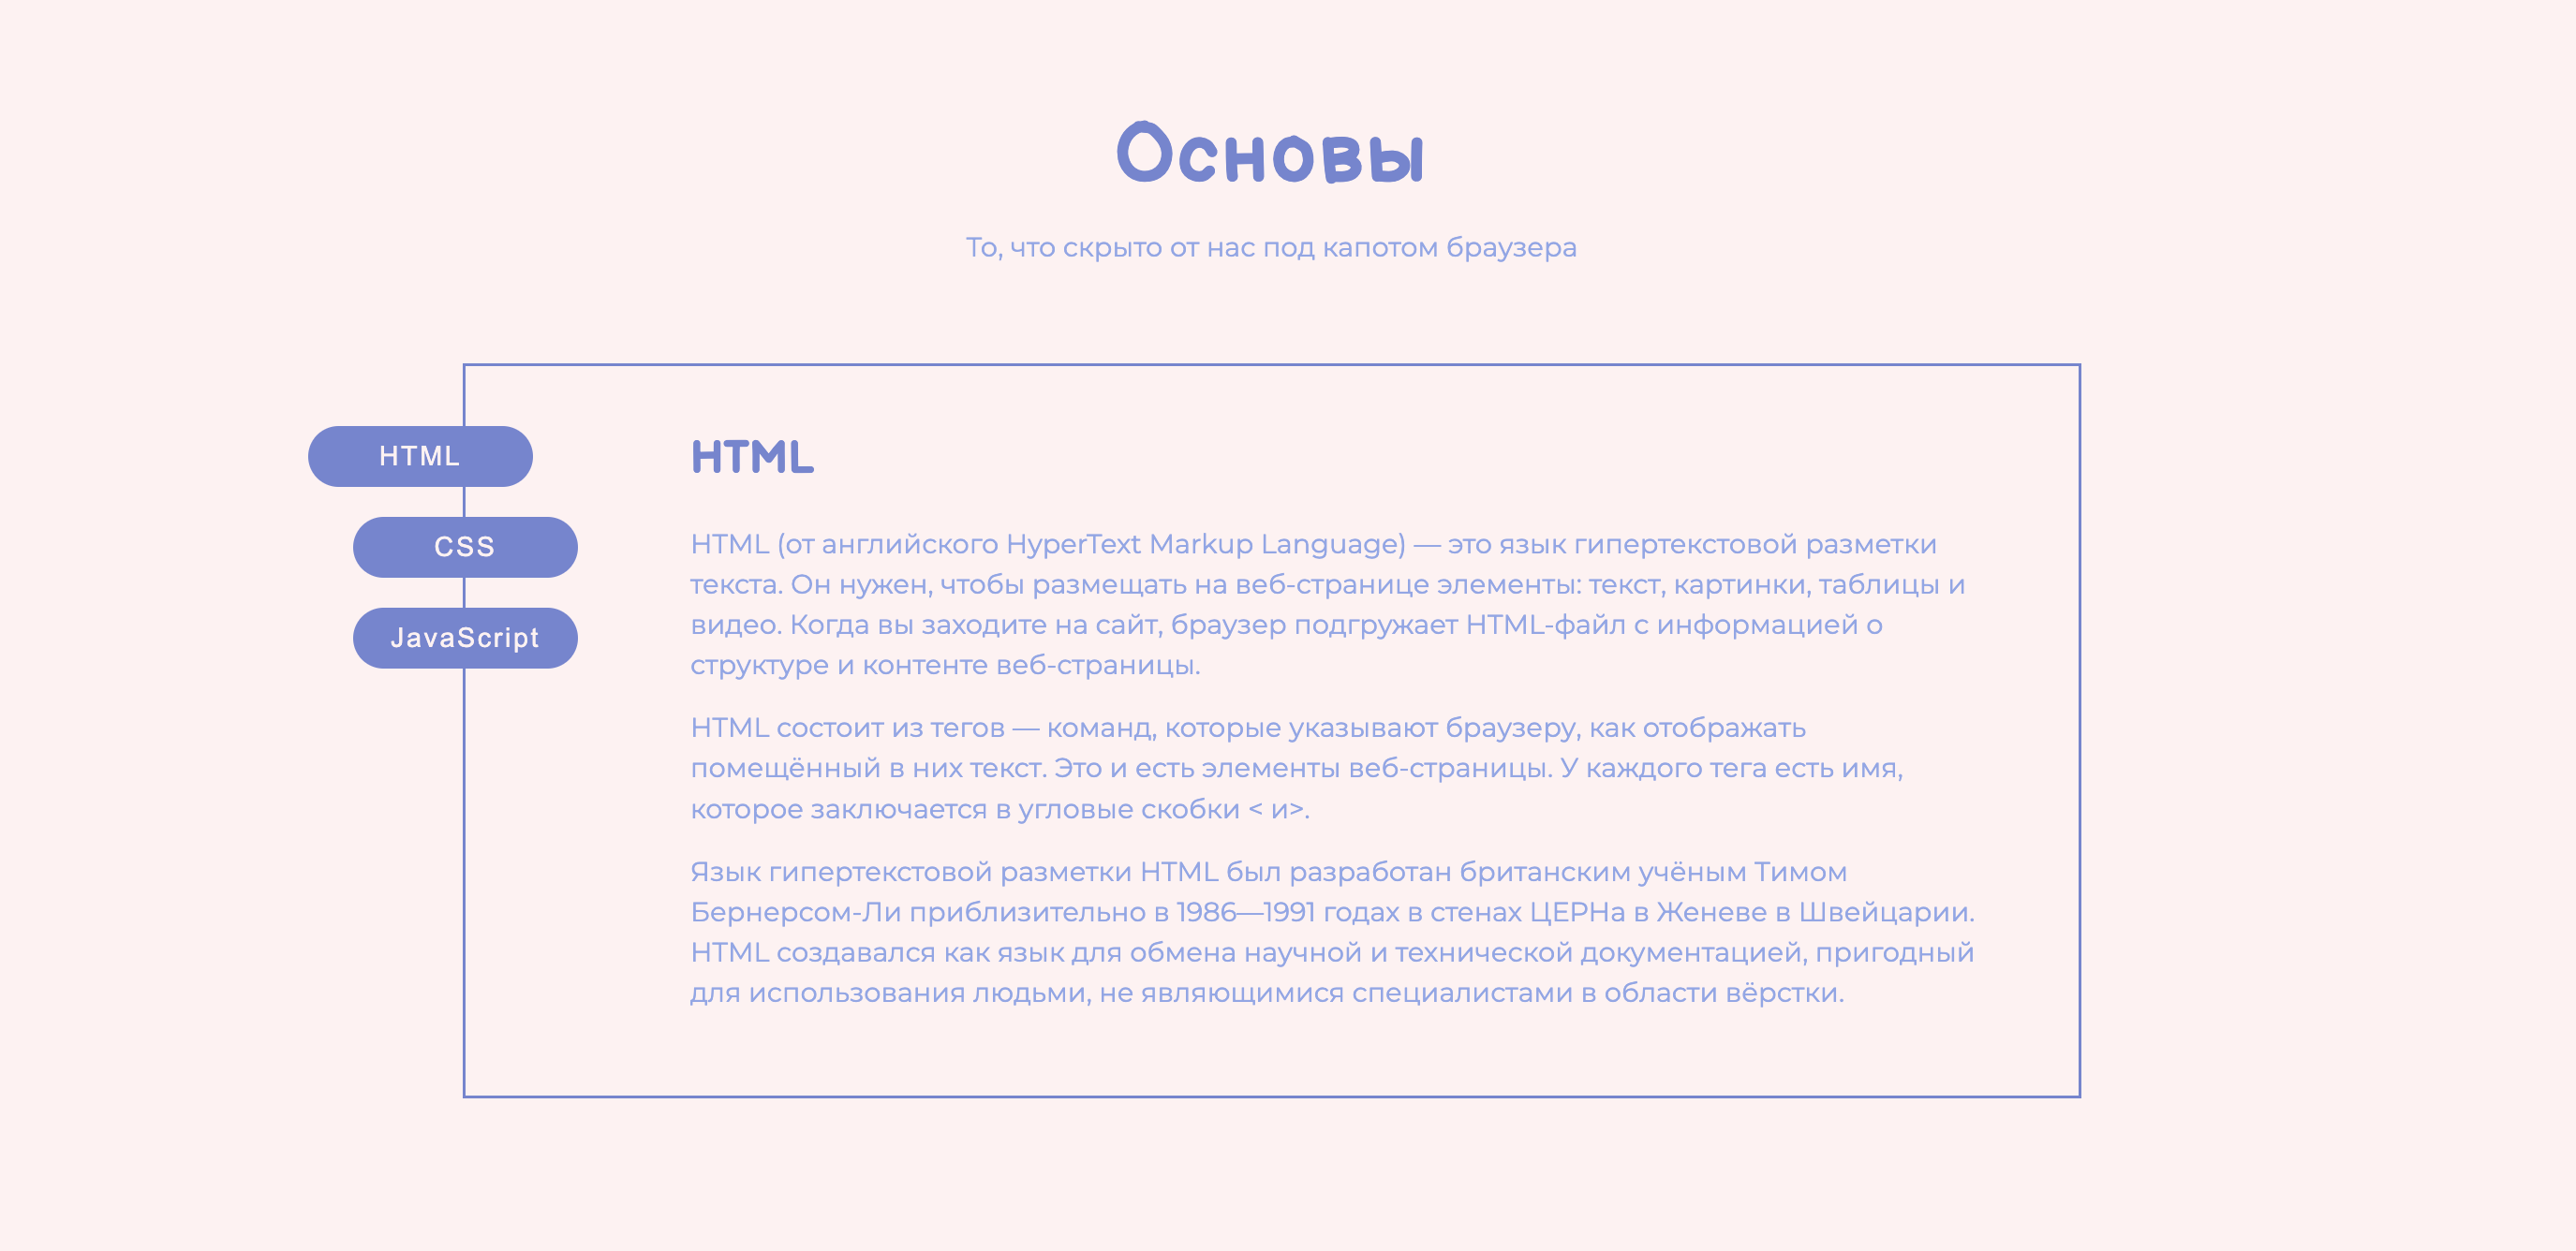 Основы
То, что скрыто от нас под капотом браузера
HTML
CSS
JavaScript
HTML
HTML (от английского HyperText Markup Language) — это язык гипертекстовой разметки
текста. Он нужен, чтобы размещать на веб-странице элементы: текст, картинки, таблицы и
видео. Когда вы заходите на сайт, браузер подгружает HTML-файл с информацией о
структуре и контенте веб-страницы.
HTML состоит из тегов — команд, которые указывают браузеру, как отображать
помещённый в них текст. Это и есть элементы веб-страницы. У каждого тега есть имя,
которое заключается в угловые скобки < и>.
Язык гипертекстовой разметки HTML был разработан британским учёным Тимом
Бернерсом-Ли приблизительно в 1986—1991 годах в стенах ЦЕРНа в Женеве в Швейцарии.
HTML создавался как язык для обмена научной и технической документацией, пригодный
для использования людьми, не являющимися специалистами в области вёрстки.